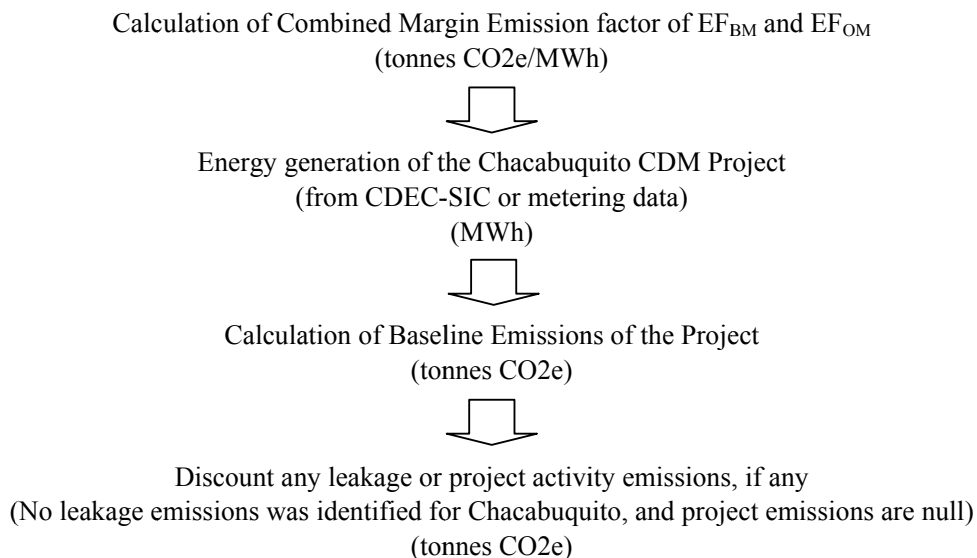 Calculation of Combined Margin Emission factor of EF_BM and EF_OM
(tonnes CO2e/MWh)
Energy generation of the Chacabuquito CDM Project
(from CDEC-SIC or metering data)
(MWh)
Calculation of Baseline Emissions of the Project
(tonnes CO2e)
Discount any leakage or project activity emissions, if any
(No leakage emissions was identified for Chacabuquito, and project emissions are null)
(tonnes CO2e)